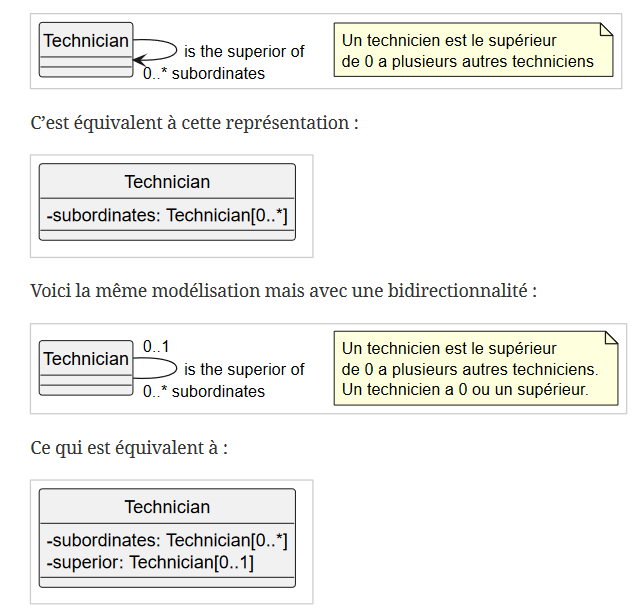 Technician
is the superior of
0..* subordinates
Un technicien est le supérieur
de 0 a plusieurs autres techniciens
C'est équivalent à cette représentation :
Technician
-subordinates: Technician[0..*]
Voici la même modélisation mais avec une bidirectionnalité :
Technician
0..1
is the superior of
0..* subordinates
Un technicien est le supérieur
de 0 a plusieurs autres techniciens.
Un technicien a 0 ou un supérieur.
Ce qui est équivalent à :
Technician
-subordinates: Technician[0..*]
-superior: Technician[0..1]